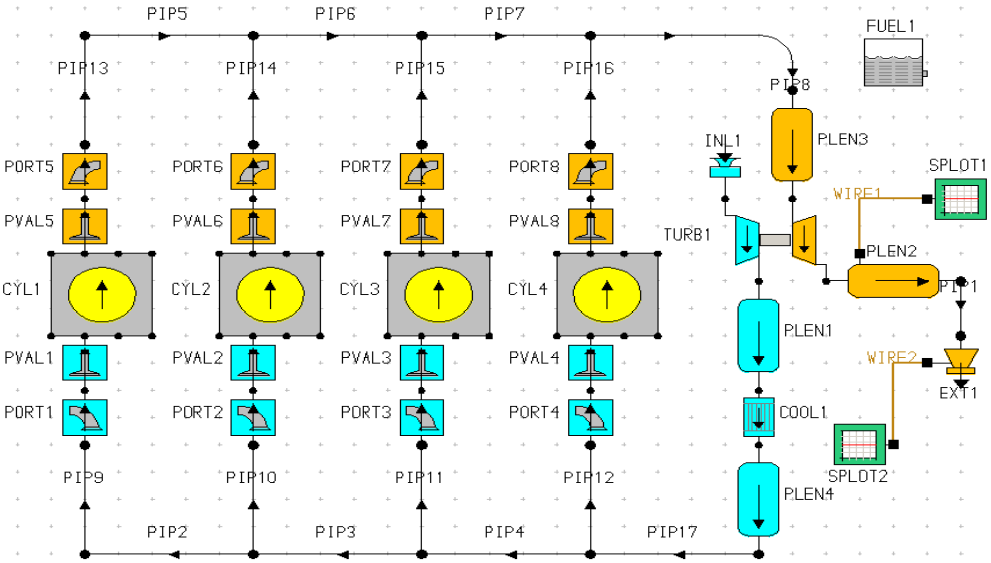 PIP5 PIP6 PIP7 FUEL1
PIP13 PIP14 PIP15 PIP16
PIP8
INL1 PLEN3
PORT5 PORT6 PORT7 PORT8 SPLOT1
WIRE1
PVAL5 PVAL6 PVAL7 PVAL8 TURB1
PLEN2
CYL1 CYL2 CYL3 CYL4 PIP1
PLEN1
PVAL1 PVAL2 PVAL3 PVAL4 WIRE2
EXT1
PORT1 PORT2 PORT3 PORT4 COOL1
PIP9 PIP10 PIP11 PIP12 SPLOT2
PLEN4
PIP2 PIP3 PIP4 PIP17